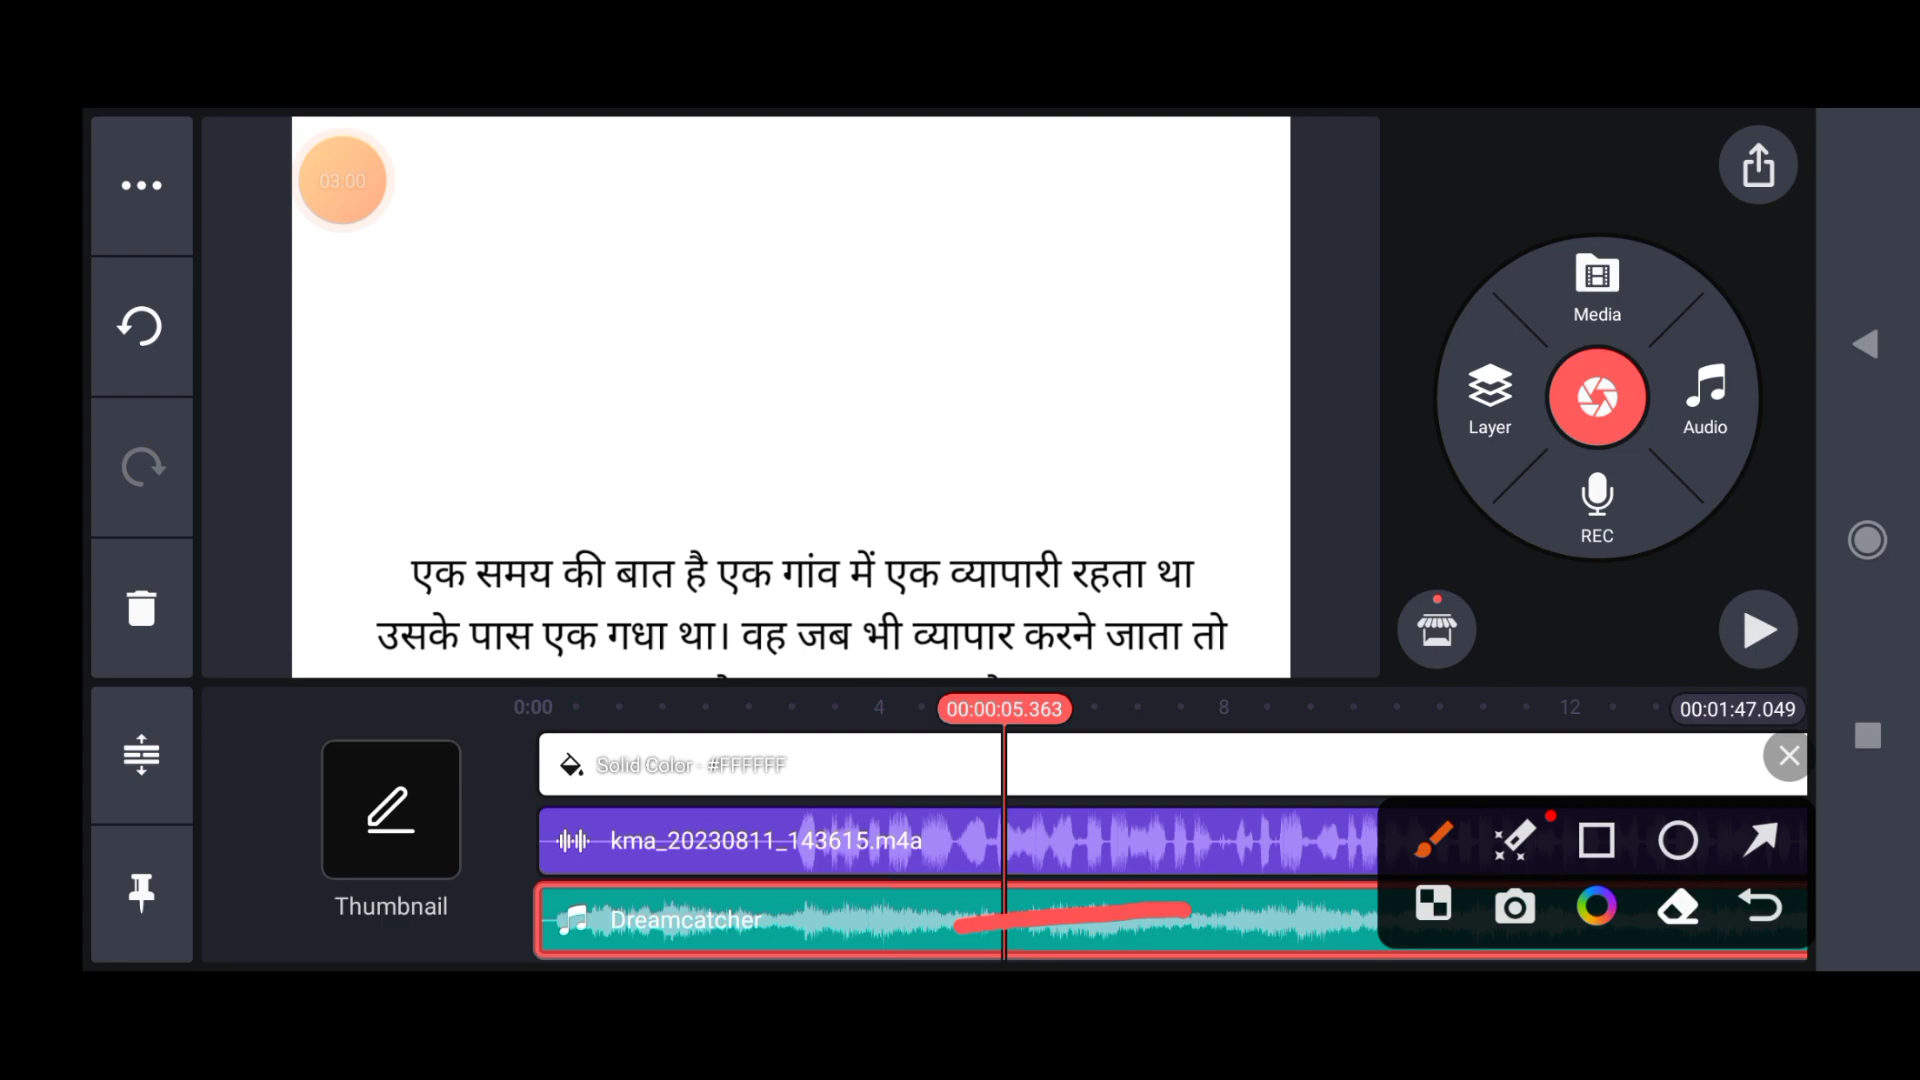 03:00
Media
Layer
Audio
REC
एक समय की बात है एक गांव में एक व्यापारी रहता था
उसके पास एक गधा था। वह जब भी व्यापार करने जाता तो
0:00
4
00:00:05.363
8
12
00:01:47.049
Solid Color - #FFFFFF
kma_20230811_143615.m4a
Thumbnail
Dreamcatcher